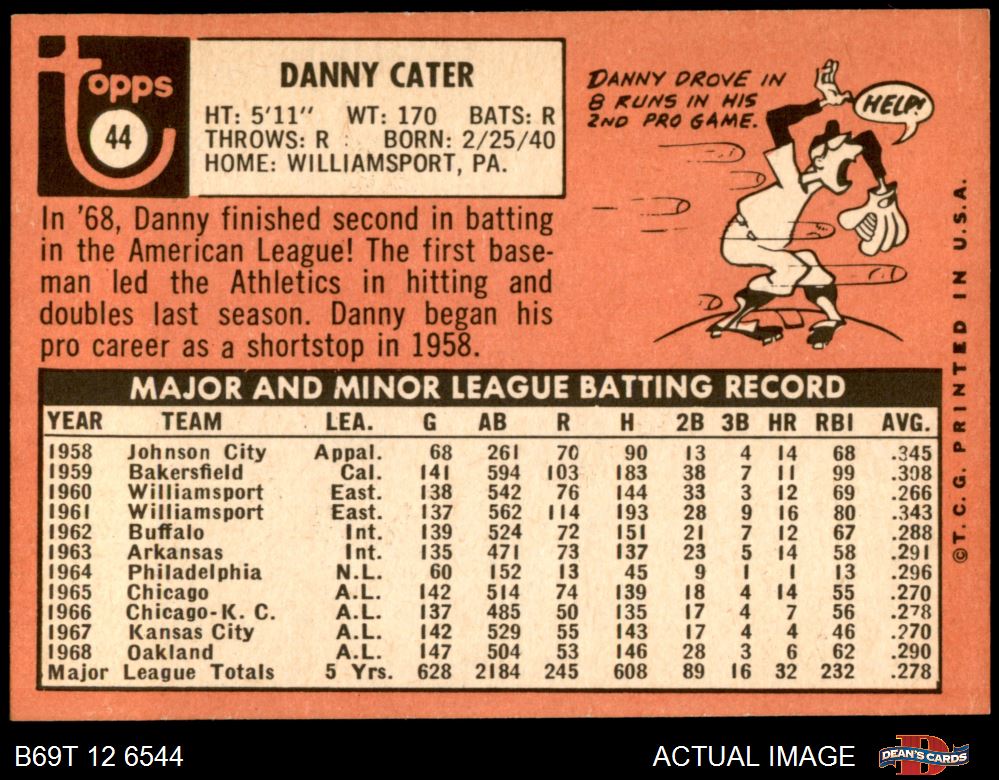 Topps
44
DANNY CATER
HT: 5'11" WT: 170 BATS: R
THROWS: R BORN: 2/25/40
HOME: WILLIAMSPORT, PA.
DANNY DROVE IN
8 RUNS IN HIS
2ND PRO GAME.
HELP!
In '68, Danny finished second in batting
in the American League! The first base-
man led the Athletics in hitting and
doubles last season. Danny began his
pro career as a shortstop in 1958.
MAJOR AND MINOR LEAGUE BATTING RECORD
YEAR TEAM LEA. G AB R H 2B 3B HR RBI AVG.
1958 Johnson City Appal. 68 261 70 90 13 4 14 68 .345
1959 Bakersfield Cal. 141 594 103 183 38 7 11 99 .308
1960 Williamsport East. 138 542 76 144 33 3 12 69 .266
1961 Williamsport East. 137 562 114 193 28 9 16 80 .343
1962 Buffalo Int. 139 524 72 151 21 7 12 67 .288
1963 Arkansas Int. 135 471 73 137 23 5 14 58 .291
1964 Philadelphia N.L. 60 152 13 45 9 1 1 13 .296
1965 Chicago A.L. 142 514 74 139 18 4 14 55 .270
1966 Chicago-K. C. A.L. 137 485 50 135 17 4 7 56 .278
1967 Kansas City A.L. 142 529 55 143 17 4 4 46 .270
1968 Oakland A.L. 147 504 53 146 28 3 6 62 .290
Major League Totals 5 Yrs. 628 2184 245 608 89 16 32 232 .278
©T. C. G. PRINTED IN U.S.A.
B69T 12 6544
ACTUAL IMAGE
DEAN'S CARDS